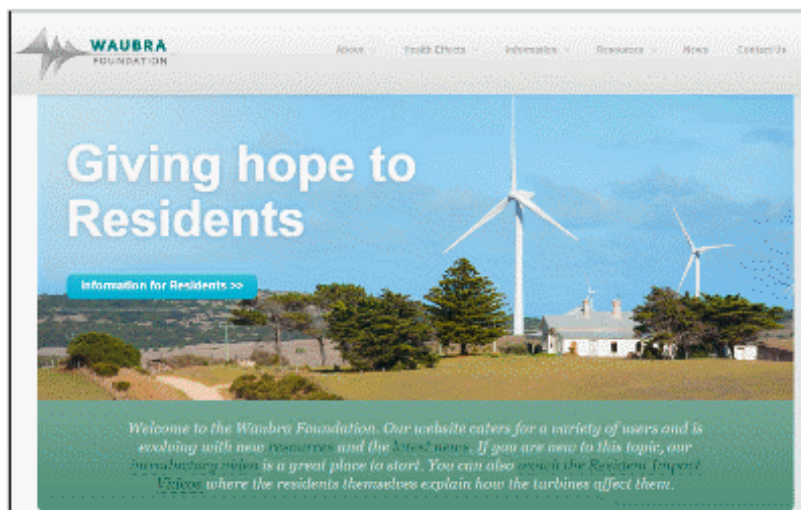 WAUBRA
FOUNDATION
About Health Effects Information Resources News Contact Us
Giving hope to
Residents
Information for Residents >>
Welcome to the Waubra Foundation. Our website caters for a variety of users and is
evolving with new resources and the latest news. If you are new to this topic, our
introductory video is a great place to start. You can also watch the Resident Impact
Videos where the residents themselves explain how the turbines affect them.